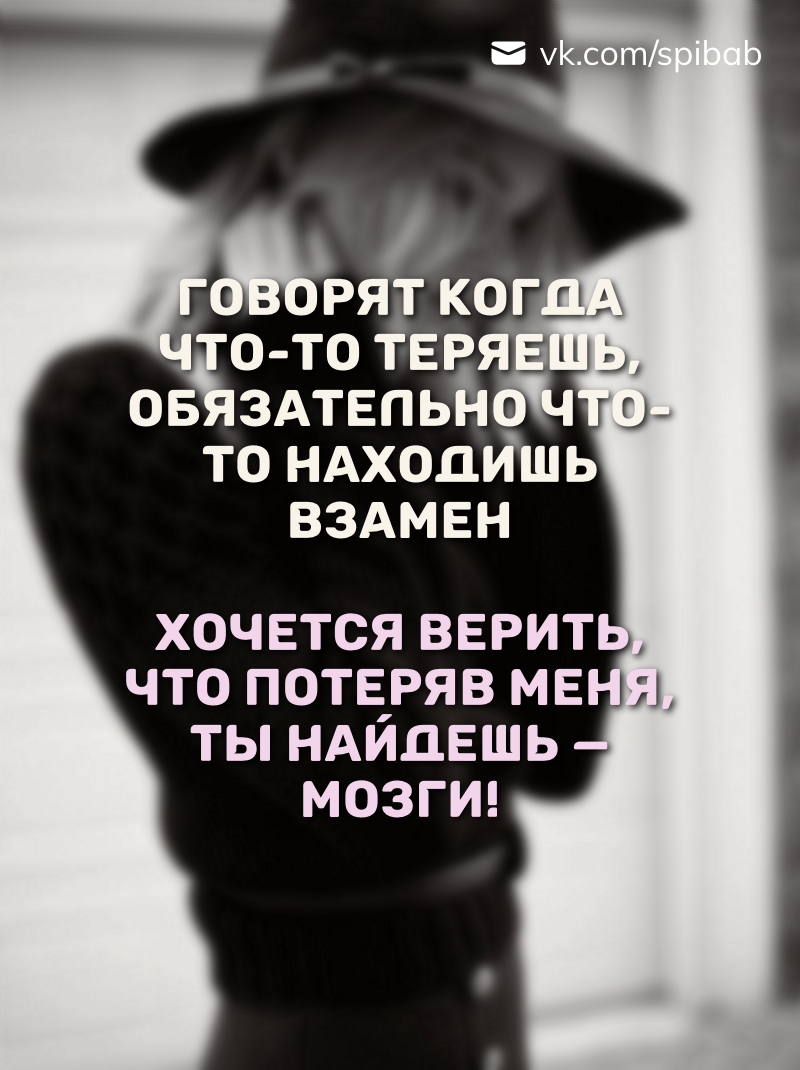 vk.com/spibab
ГОВОРЯТ КОГДА
ЧТО-ТО ТЕРЯЕШЬ,
ОБЯЗАТЕЛЬНО ЧТО-
ТО НАХОДИШЬ
ВЗАМЕН
ХОЧЕТСЯ ВЕРИТЬ,
ЧТО ПОТЕРЯВ МЕНЯ,
ТЫ НАЙДЕШЬ —
МОЗГИ!